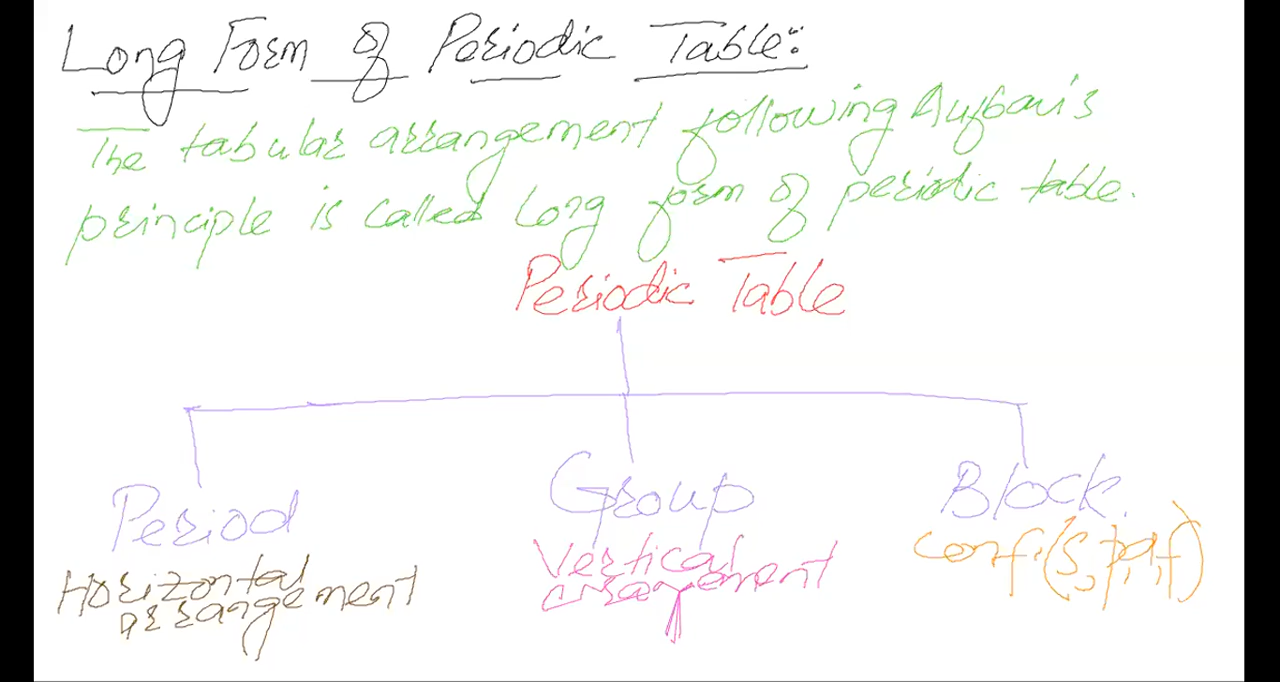 Long Form of Periodic Table:
The tabular arrangement following Aufbau's
principle is called Long form of periodic table.
Periodic Table
Period Group Block.
Horizontal arrangement
Vertical arrangement
conf.(s,p,d,f)